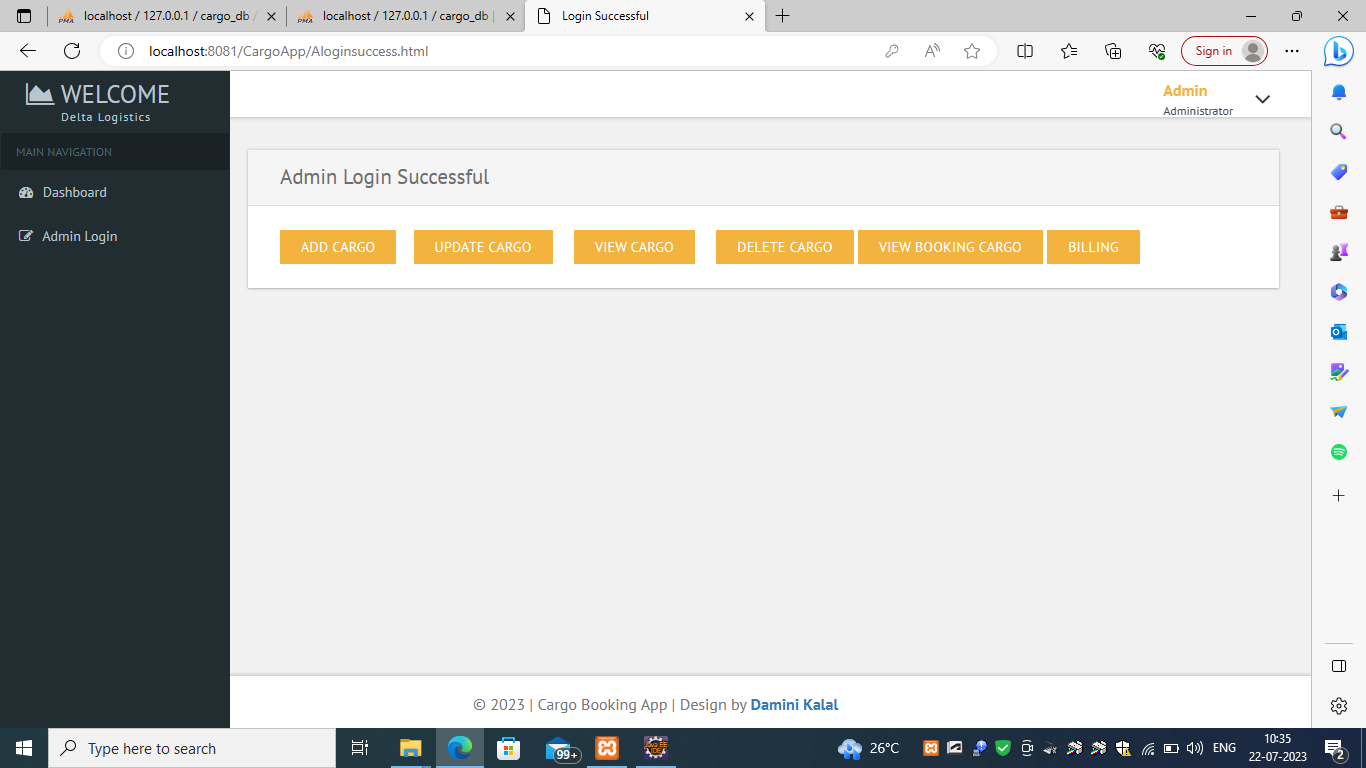 localhost / 127.0.0.1 / cargo_db /
localhost / 127.0.0.1 / cargo_db |
Login Successful
localhost:8081/CargoApp/Aloginsuccess.html
Sign in
WELCOME
Delta Logistics
MAIN NAVIGATION
Dashboard
Admin Login
Admin
Administrator
Admin Login Successful
ADD CARGO
UPDATE CARGO
VIEW CARGO
DELETE CARGO
VIEW BOOKING CARGO
BILLING
© 2023 | Cargo Booking App | Design by Damini Kalal
Type here to search
99+
26°C
ENG
10:35
22-07-2023
2